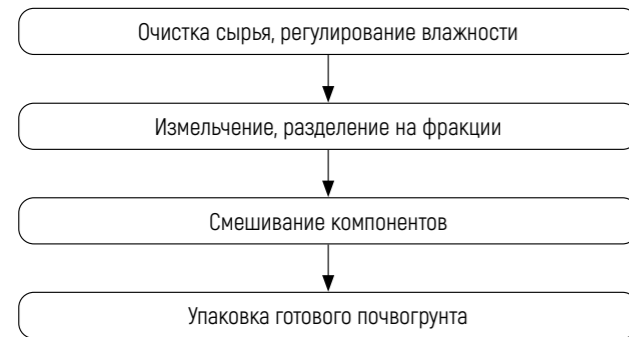 Очистка сырья, регулирование влажности
Измельчение, разделение на фракции
Смешивание компонентов
Упаковка готового почвогрунта